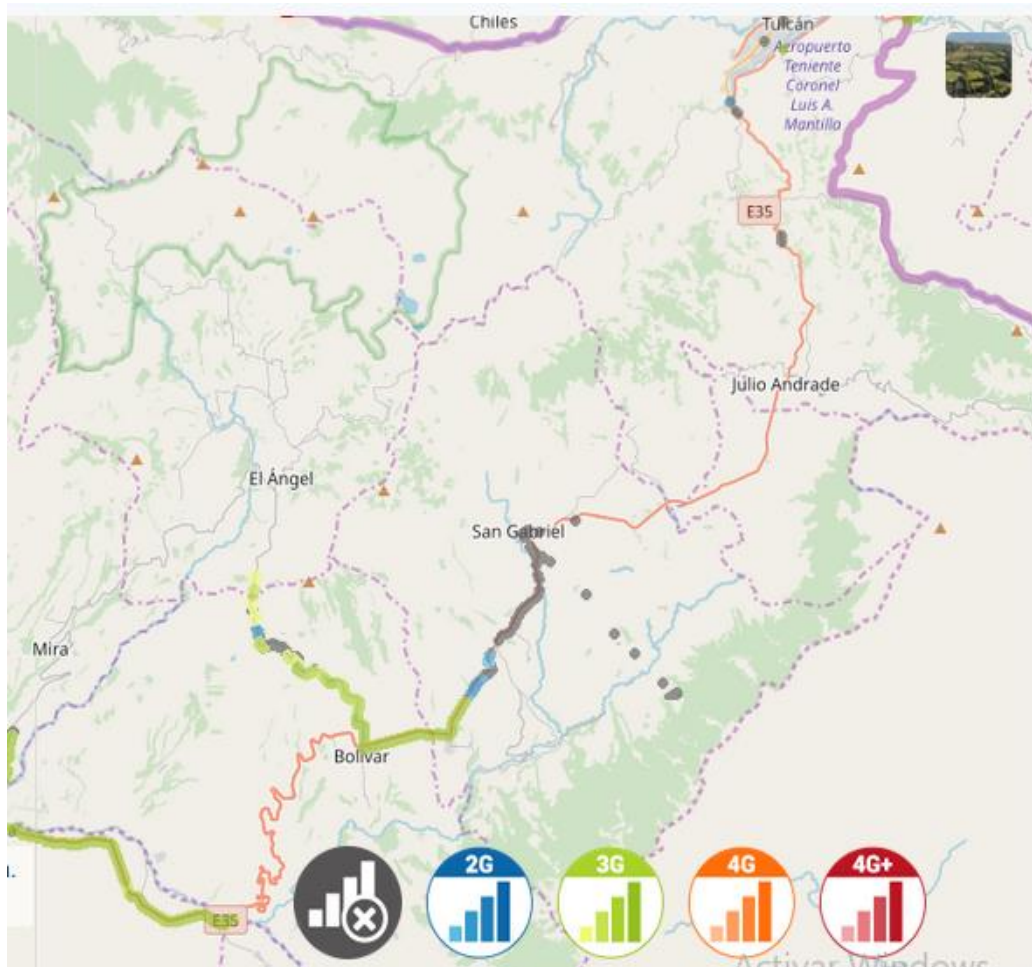 Chiles
Tulcán
Aeropuerto
Teniente
Coronel
Luis A.
Mantilla
E35
Julio Andrade
El Ángel
San Gabriel
Mira
Bolívar
E35
2G
3G
4G
4G+
Activar Windows